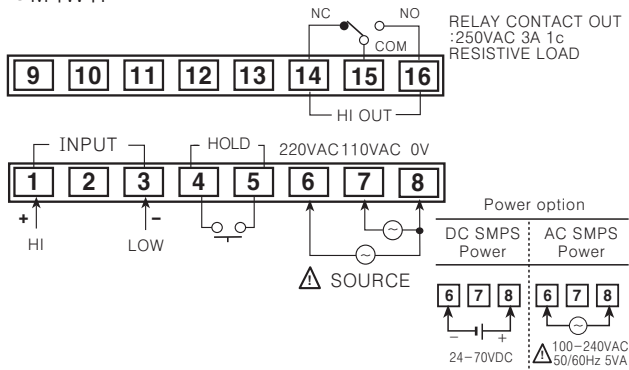 NC NO
COM
RELAY CONTACT OUT
:250VAC 3A 1c
RESISTIVE LOAD
9 10 11 12 13 14 15 16
HI OUT
INPUT HOLD 220VAC 110VAC 0V
1 2 3 4 5 6 7 8
+ −
HI LOW
SOURCE
Power option
DC SMPS
Power
AC SMPS
Power
6 7 8 6 7 8
− +
24−70VDC
100−240VAC
50/60Hz 5VA